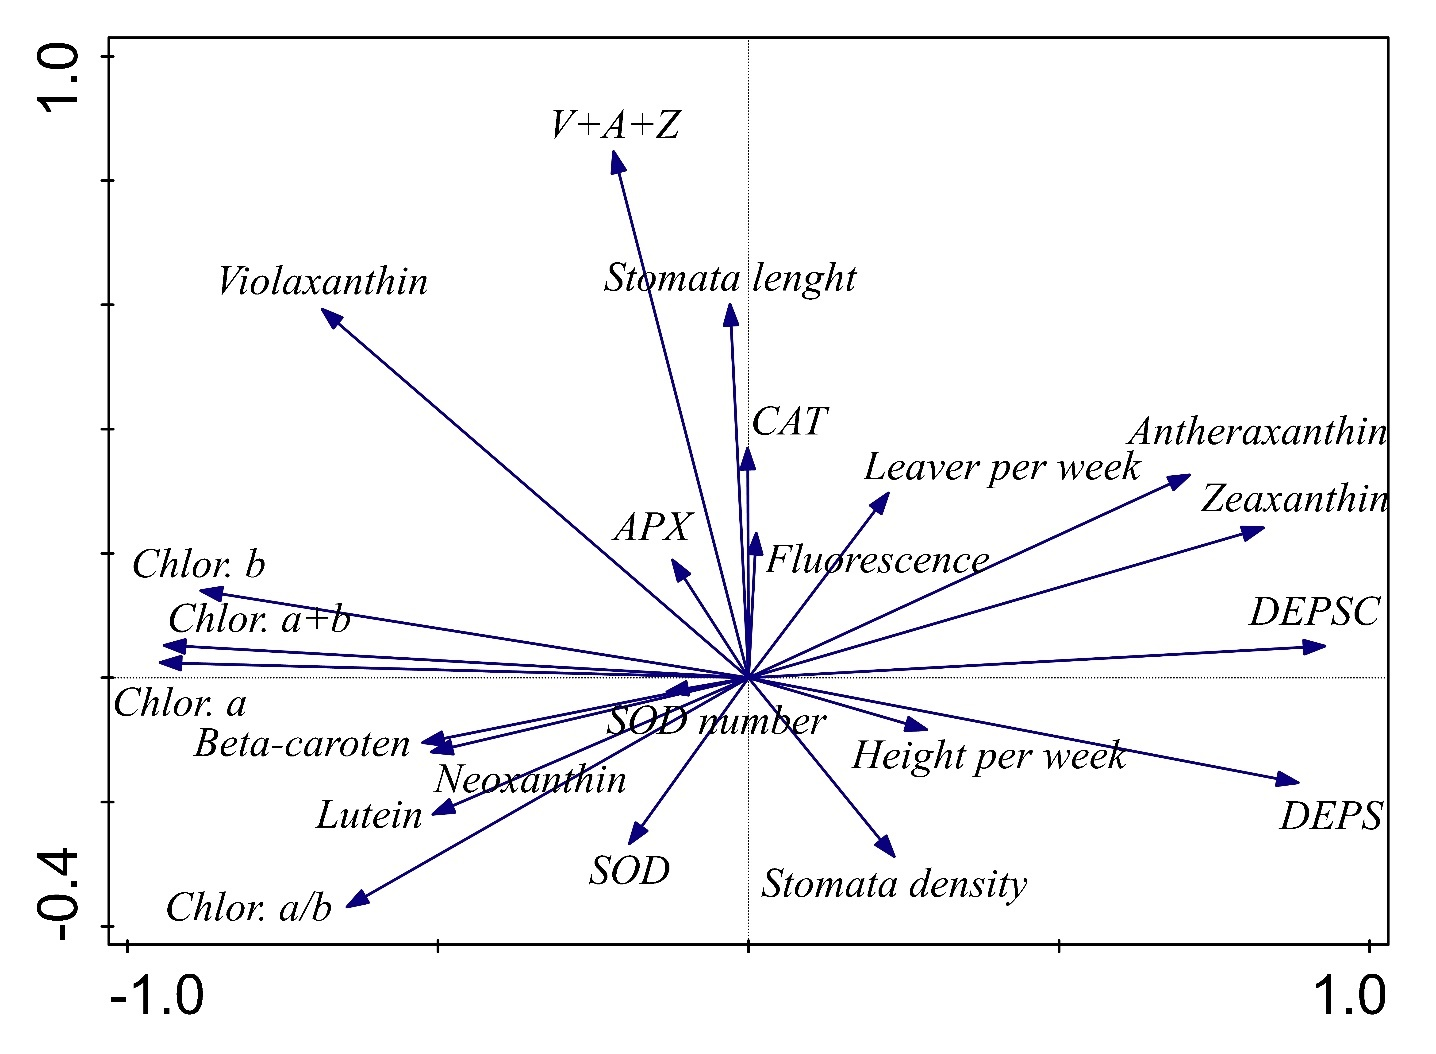 1.0
V+A+Z
Violaxanthin
Stomata lenght
CAT
Antheraxanthin
Leaver per week
Zeaxanthin
APX
Fluorescence
Chlor. b
Chlor. a+b
DEPSC
Chlor. a
SOD number
Beta-caroten
Height per week
Neoxanthin
Lutein
DEPS
SOD
Stomata density
Chlor. a/b
-0.4
-1.0
1.0